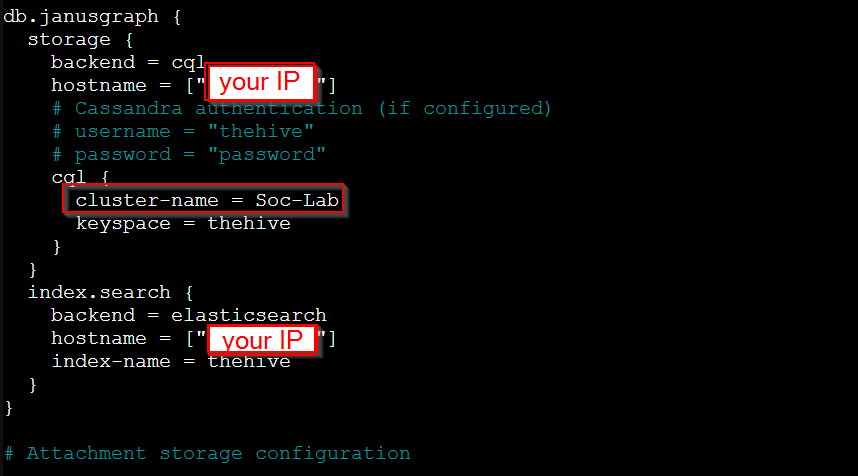 db.janusgraph {
storage {
backend = cql
hostname = ["your IP"]
# Cassandra authentication (if configured)
# username = "thehive"
# password = "password"
cql {
cluster-name = Soc-Lab
keyspace = thehive
}
}
index.search {
backend = elasticsearch
hostname = ["your IP"]
index-name = thehive
}
}
# Attachment storage configuration